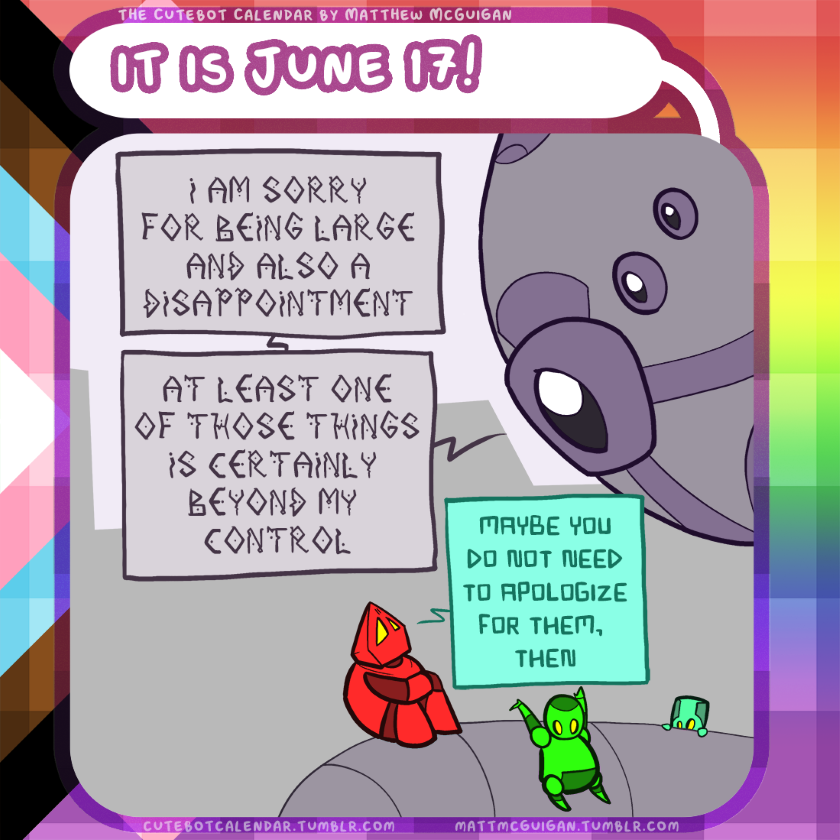 THE CUTEBOT CALENDAR BY MATTHEW MCGUIGAN
IT IS JUNE 17!
I AM SORRY
FOR BEING LARGE
AND ALSO A
DISAPPOINTMENT
AT LEAST ONE
OF THOSE THINGS
IS CERTAINLY
BEYOND MY
CONTROL
MAYBE YOU
DO NOT NEED
TO APOLOGIZE
FOR THEM,
THEN
CUTEBOTCALENDAR.TUMBLR.COM
MATTMCGUIGAN.TUMBLR.COM